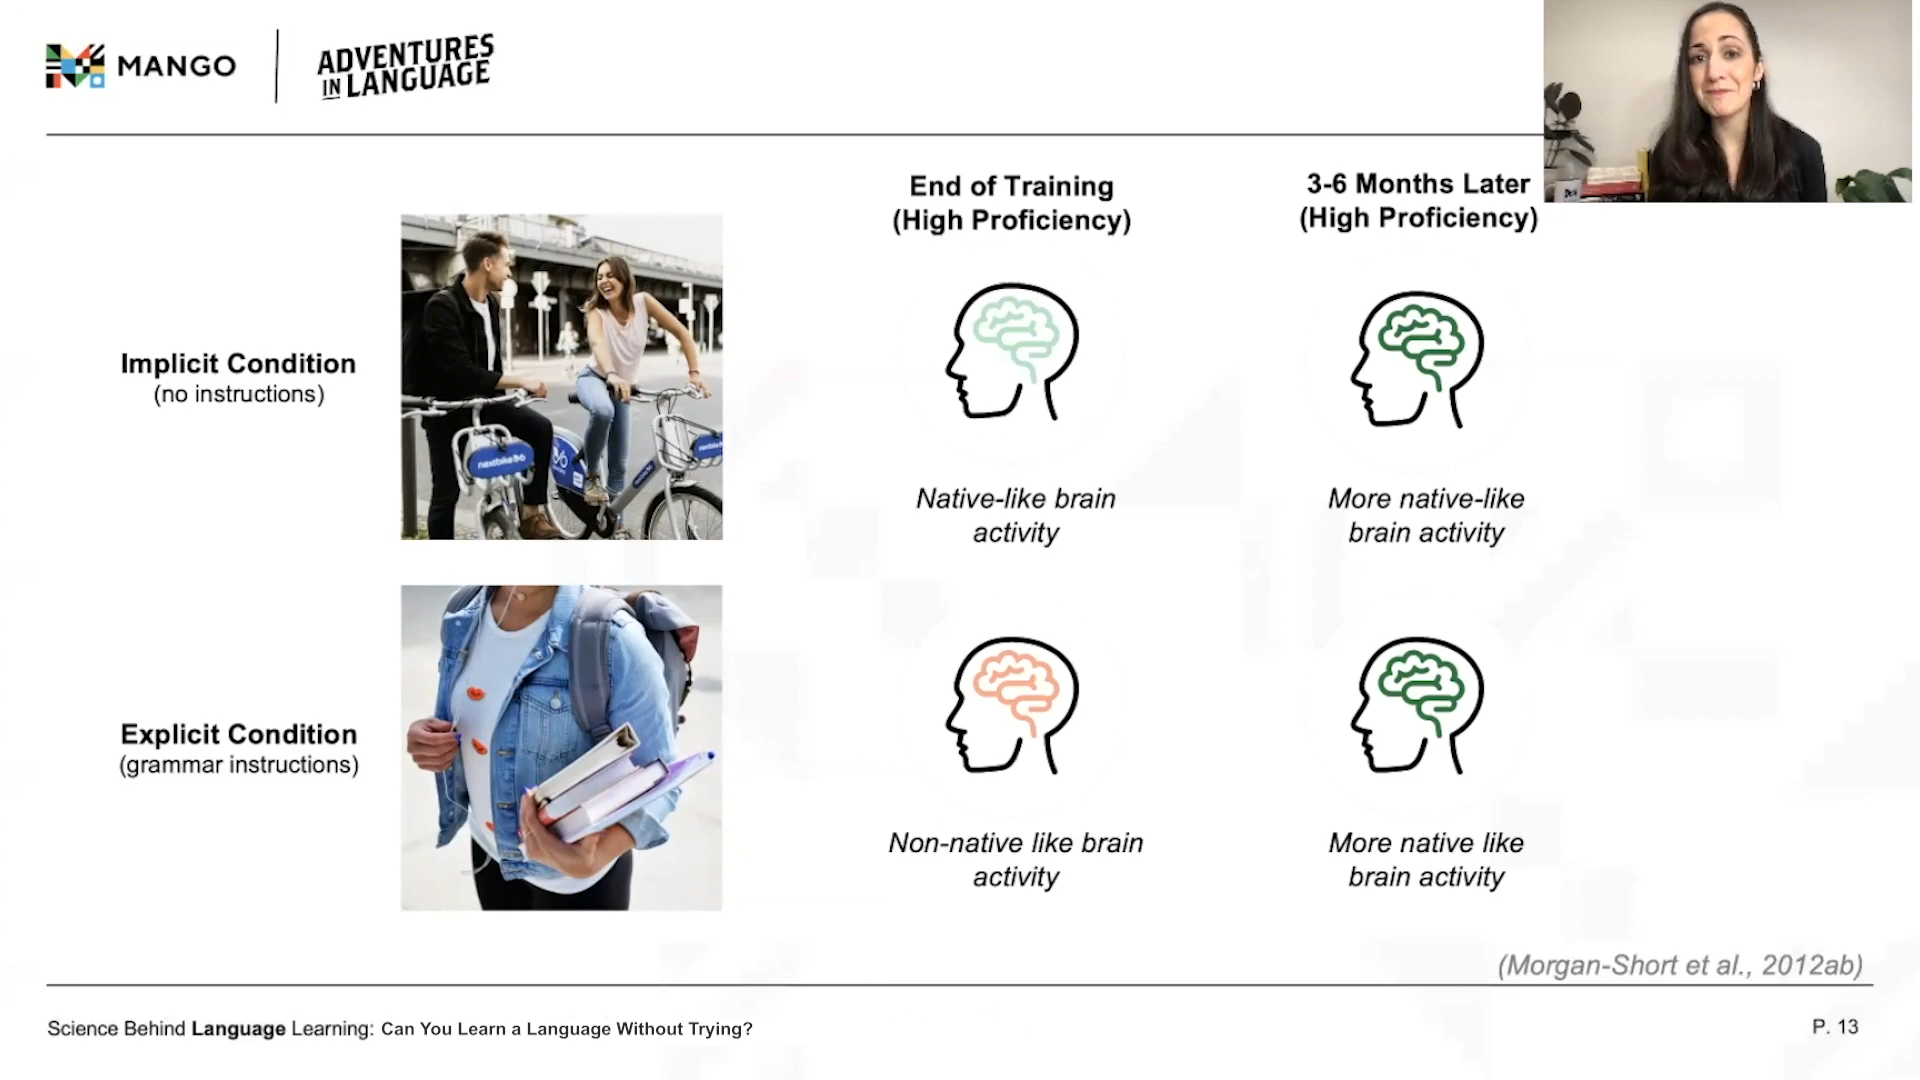 MANGO
ADVENTURES
IN LANGUAGE
End of Training
(High Proficiency)
3-6 Months Later
(High Proficiency)
Implicit Condition
(no instructions)
nextbike
Native-like brain
activity
More native-like
brain activity
Explicit Condition
(grammar instructions)
Non-native like brain
activity
More native like
brain activity
(Morgan-Short et al., 2012ab)
Science Behind Language Learning: Can You Learn a Language Without Trying?
P. 13